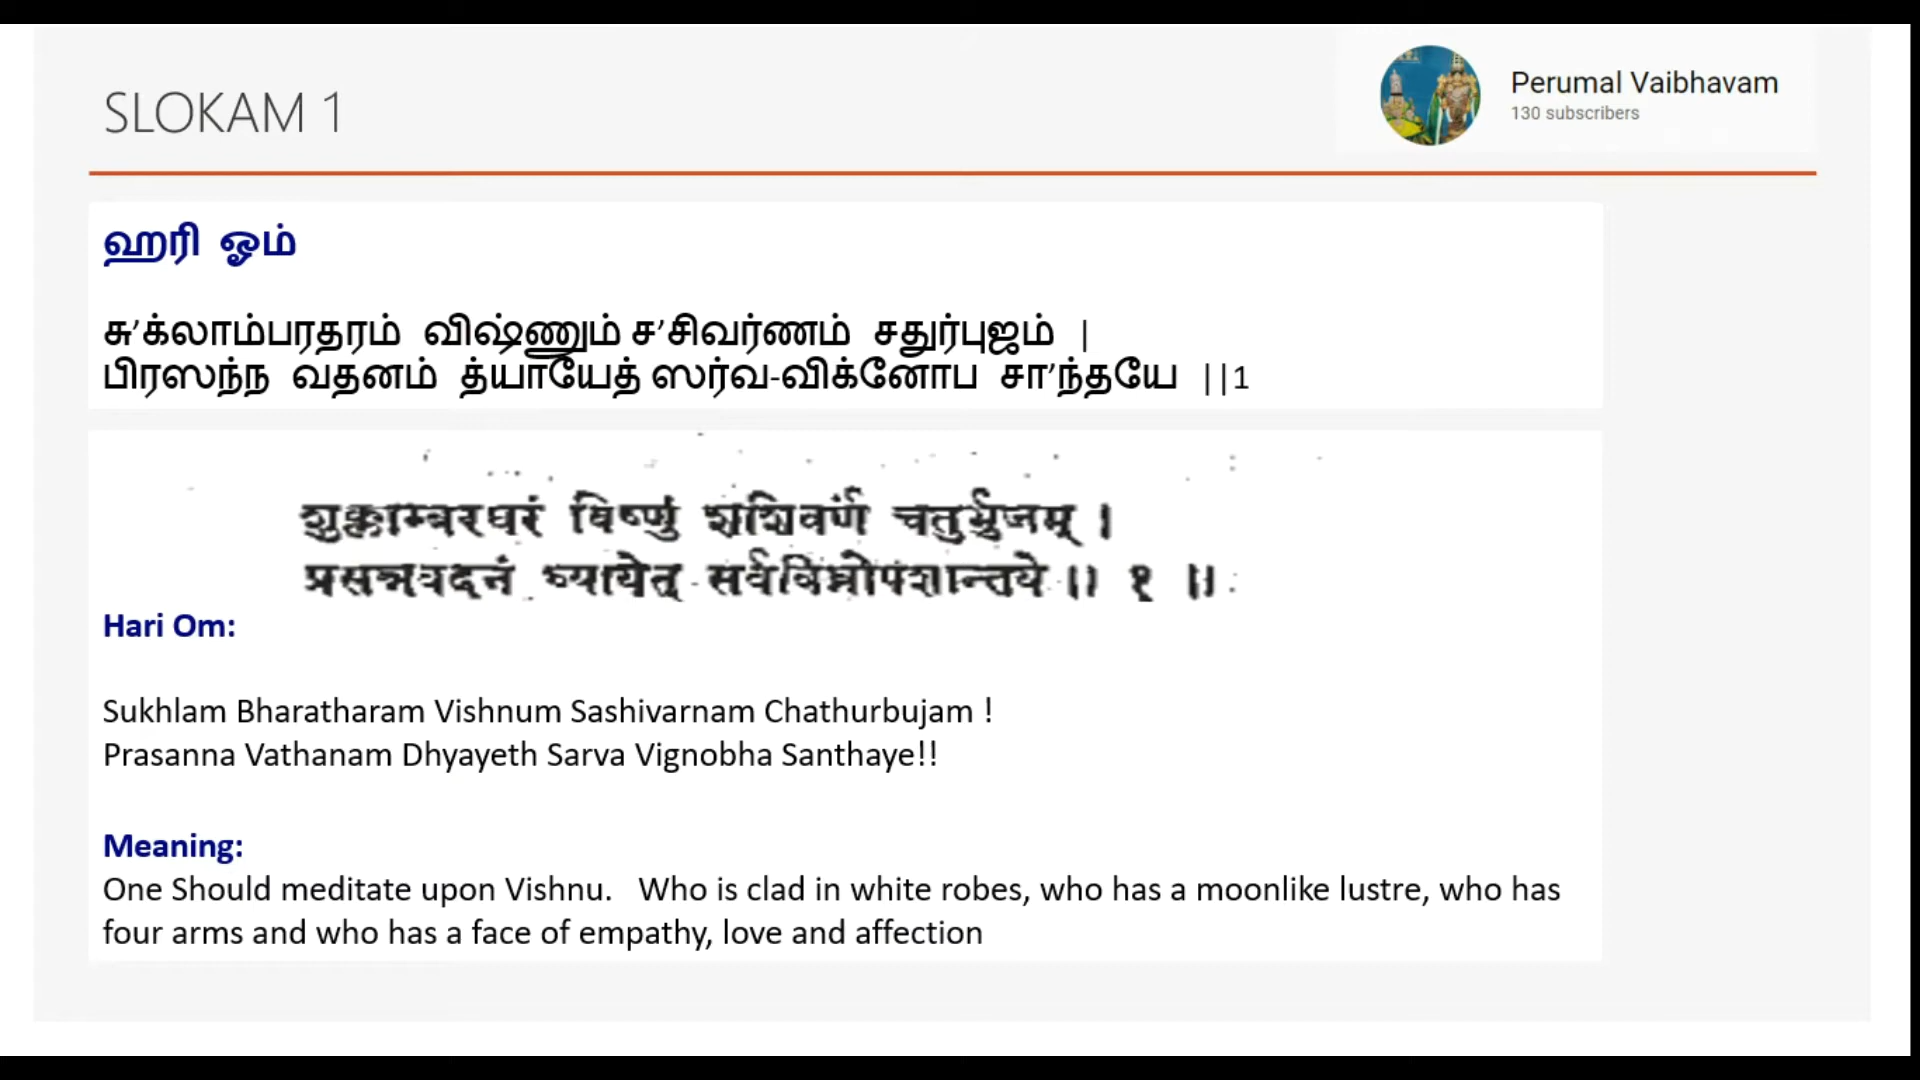 SLOKAM 1
Perumal Vaibhavam
130 subscribers
ஹரி ஓம்
சு’க்லாம்பரதரம் விஷ்ணும் ச’சிவர்ணம் சதுர்புஜம் |
பிரஸந்ந வதனம் த்யாயேத் ஸர்வ-விக்னோப சா’ந்தயே ||1
शुक्लाम्बरधरं विष्णुं शशिवर्णं चतुर्भुजम् ।
प्रसन्नवदनं ध्यायेत् सर्वविघ्नोपशान्तये ॥ १ ॥
Hari Om:
Sukhlam Bharatharam Vishnum Sashivarnam Chathurbujam !
Prasanna Vathanam Dhyayeth Sarva Vignobha Santhaye!!
Meaning:
One Should meditate upon Vishnu. Who is clad in white robes, who has a moonlike lustre, who has
four arms and who has a face of empathy, love and affection